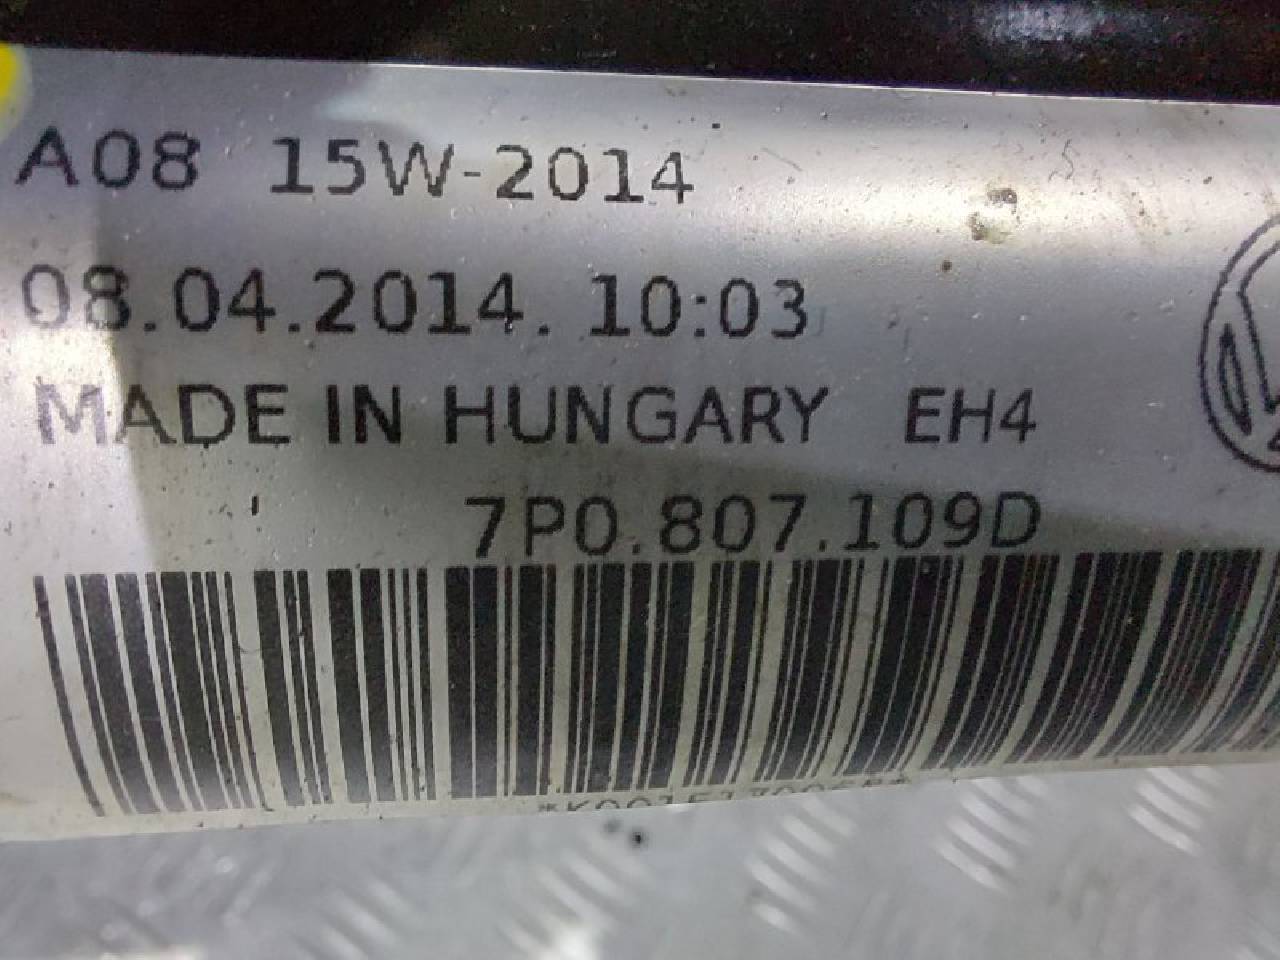 A08 15W-2014
08.04.2014. 10:03
MADE IN HUNGARY EH4
7P0.807.109D